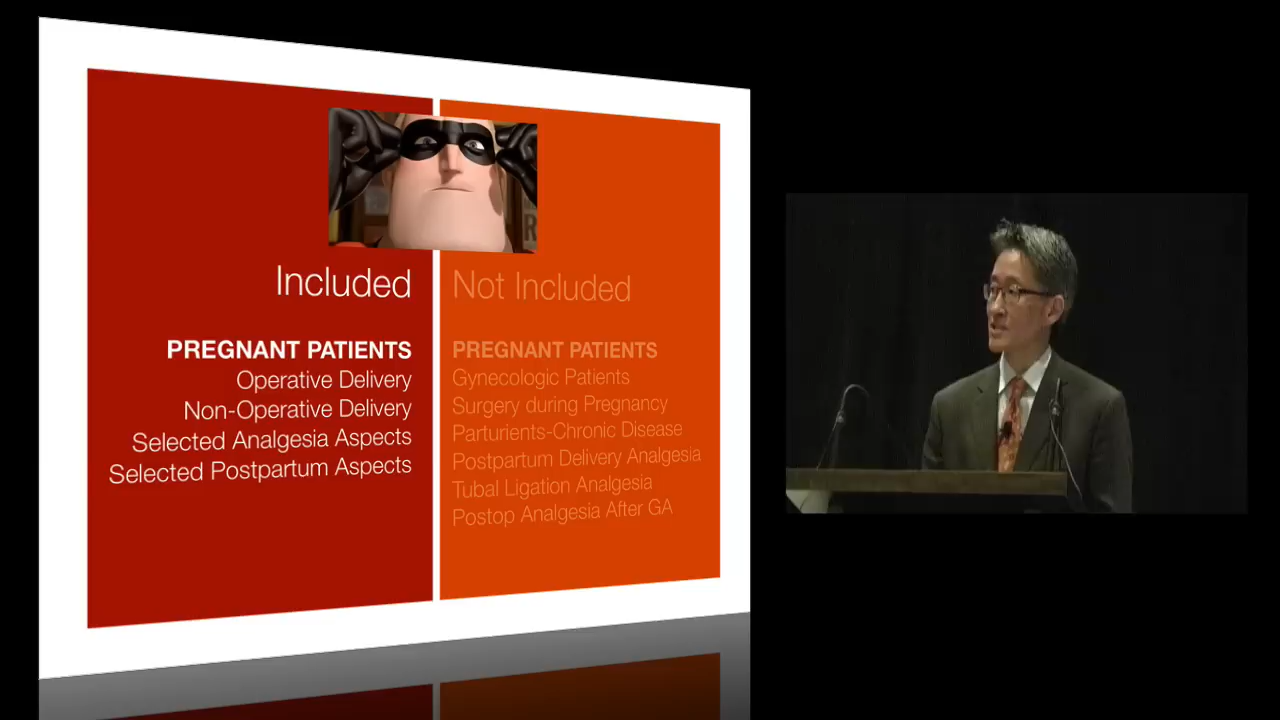 Included
PREGNANT PATIENTS
Operative Delivery
Non-Operative Delivery
Selected Analgesia Aspects
Selected Postpartum Aspects
Not Included
PREGNANT PATIENTS
Gynecologic Patients
Surgery during Pregnancy
Parturients-Chronic Disease
Postpartum Delivery Analgesia
Tubal Ligation Analgesia
Postop Analgesia After GA